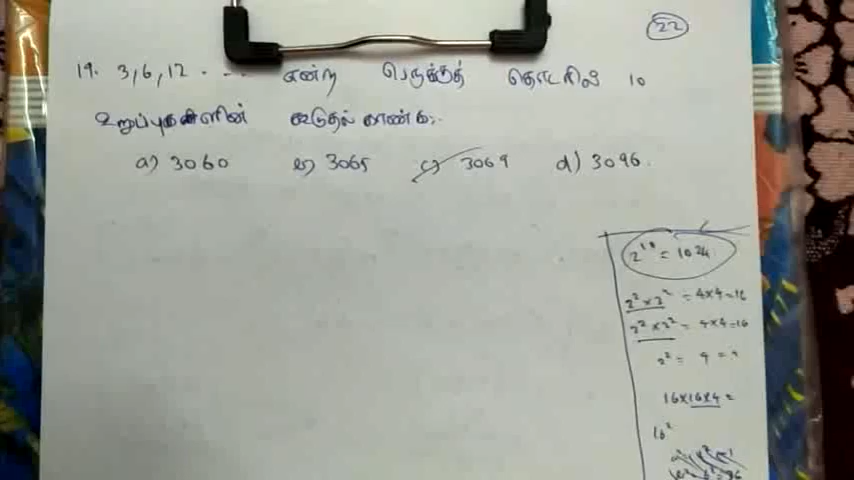 22
19. 3, 6, 12 . . . . என்ற பெருக்குத் தொடரில் 10
உறுப்புகளின் கூடுதல் காண்க:-
a) 3060 b) 3065 c) 3069 d) 3096.
2¹⁰ = 1024
2² × 2² = 4×4 = 16
2² × 2² = 4×4 = 16
2² = 4 =
16×16×4 =
16²